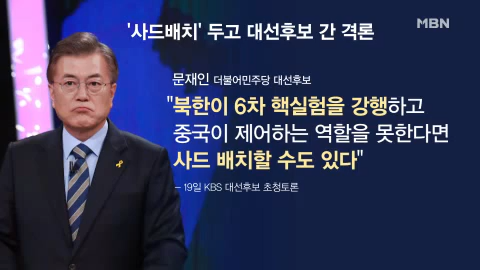 MBN
'사드배치' 두고 대선후보 간 격론
문재인 더불어민주당 대선후보
"북한이 6차 핵실험을 강행하고
중국이 제어하는 역할을 못한다면
사드 배치할 수도 있다"
– 19일 KBS 대선후보 초청토론